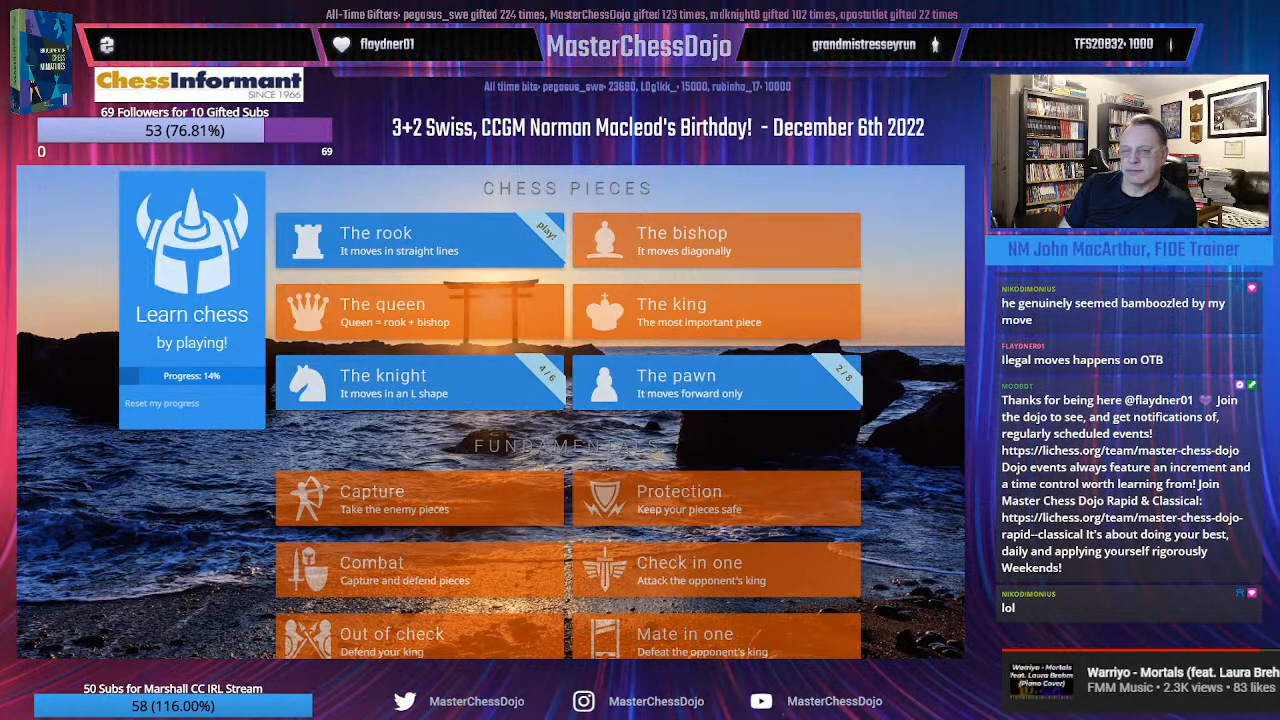 All-Time Gifters: pegasus_swe gifted 224 times, MasterChessDojo gifted 123 times, mdknight0 gifted 102 times, apostatlet gifted 22 times
flaydner01
MasterChessDojo
grandmistresseyrun
TFS20832: 1000
ChessInformant
SINCE 1966
All tiime bits: pegasus_swe: 23680, L0g1kk_: 15000, rubinho_17: 10000
69 Followers for 10 Gifted Subs
53 (76.81%)
0
69
3+2 Swiss, CCGM Norman Macleod's Birthday! - December 6th 2022
CHESS PIECES
Learn chess
by playing!
Progress: 14%
Reset my progress
The rook
It moves in straight lines
play!
The bishop
It moves diagonally
The queen
Queen = rook + bishop
The king
The most important piece
The knight
It moves in an L shape
4/6
The pawn
It moves forward only
2/8
FUNDAMENTALS
Capture
Take the enemy pieces
Protection
Keep your pieces safe
Combat
Capture and defend pieces
Check in one
Attack the opponent's king
Out of check
Defend your king
Mate in one
Defeat the opponent's king
NM John MacArthur, FIDE Trainer
NIKODIMONIUS
he genuinely seemed bamboozled by my
move
FLAYDNER01
Ilegal moves happens on OTB
MOOBOT
Thanks for being here @flaydner01 Join
the dojo to see, and get notifications of,
regularly scheduled events!
https://lichess.org/team/master-chess-dojo
Dojo events always feature an increment and
a time control worth learning from! Join
Master Chess Dojo Rapid & Classical:
https://lichess.org/team/master-chess-dojo-
rapid--classical It's about doing your best,
daily and applying yourself rigorously
Weekends!
NIKODIMONIUS
lol
50 Subs for Marshall CC IRL Stream
58 (116.00%)
MasterChessDojo
MasterChessDojo
MasterChessDojo
Warriyo - Mortals
feat. Laura Brehm
(Piano Cover)
Warriyo - Mortals (feat. Laura Breh
FMM Music • 2.3K views • 83 likes